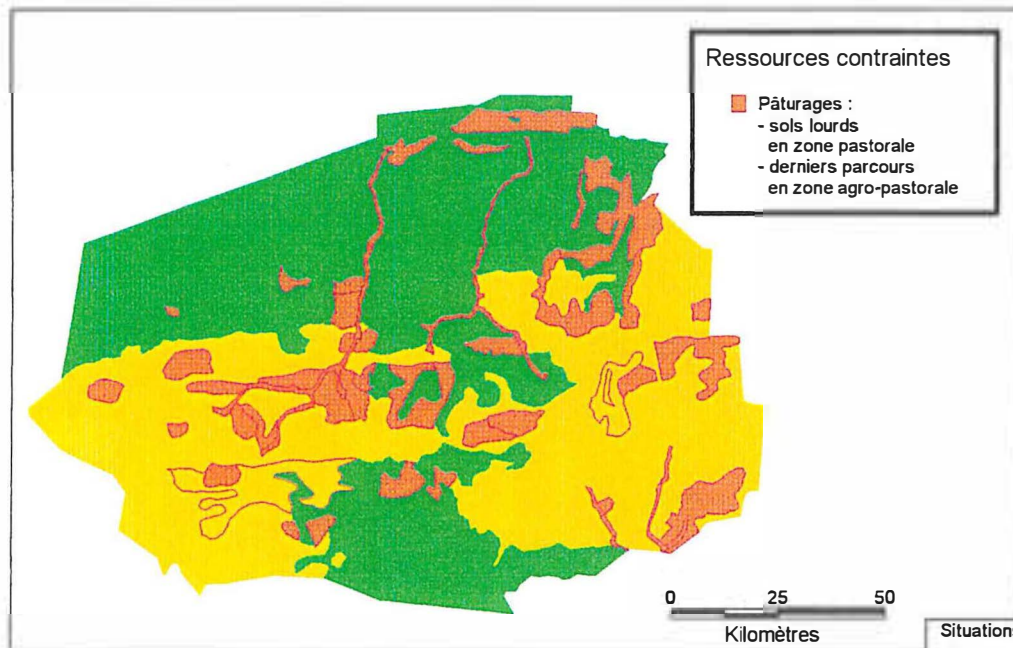 Ressources contraintes
Pâturages :
- sols lourds
en zone pastorale
- derniers parcours
en zone agro-pastorale
0 25 50
Kilomètres
Situations